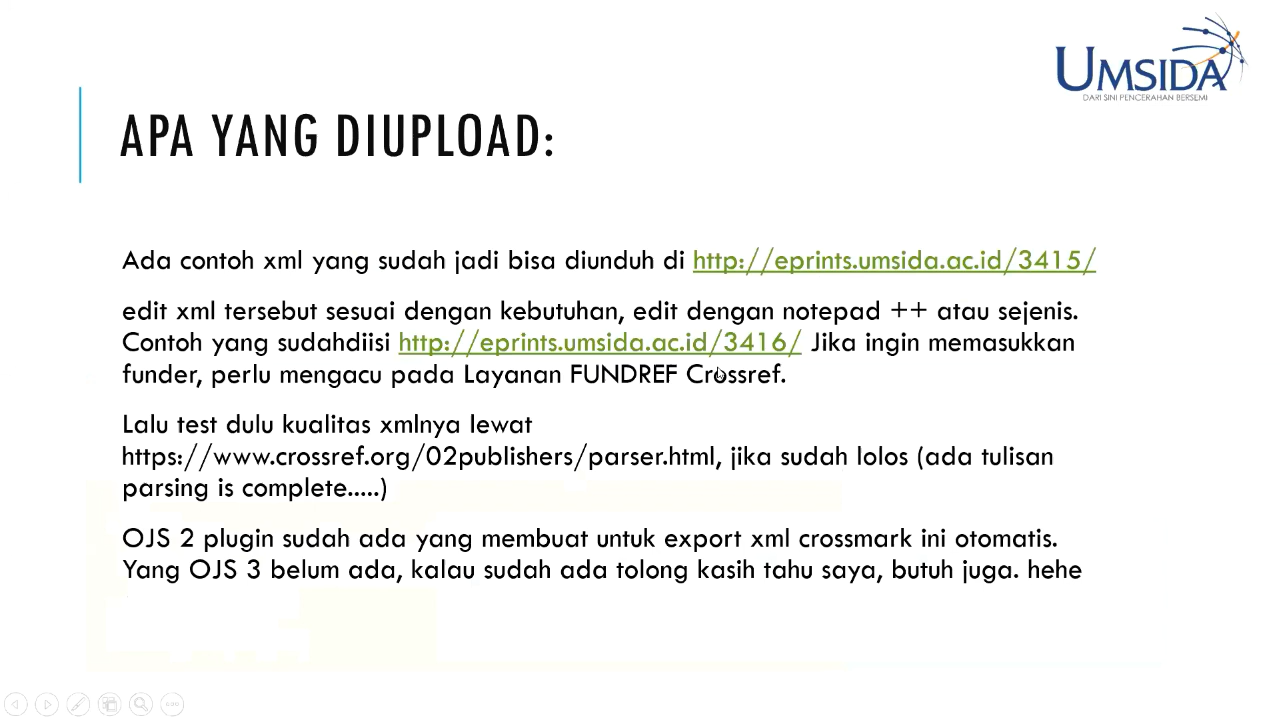 UMSIDA
DARI SINI PENCERAHAN BERSEMI
APA YANG DIUPLOAD:
Ada contoh xml yang sudah jadi bisa diunduh di http://eprints.umsida.ac.id/3415/
edit xml tersebut sesuai dengan kebutuhan, edit dengan notepad ++ atau sejenis.
Contoh yang sudahdiisi http://eprints.umsida.ac.id/3416/ Jika ingin memasukkan
funder, perlu mengacu pada Layanan FUNDREF Crossref.
Lalu test dulu kualitas xmlnya lewat
https://www.crossref.org/02publishers/parser.html, jika sudah lolos (ada tulisan
parsing is complete.....)
OJS 2 plugin sudah ada yang membuat untuk export xml crossmark ini otomatis.
Yang OJS 3 belum ada, kalau sudah ada tolong kasih tahu saya, butuh juga. hehe